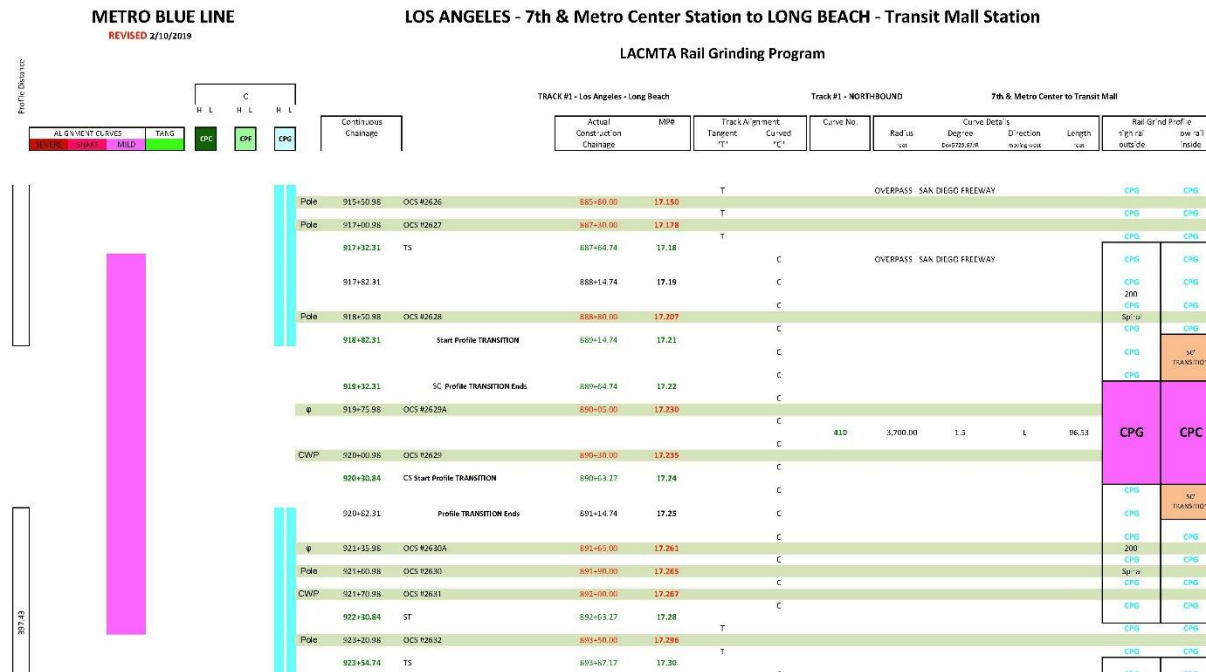 METRO BLUE LINE
LOS ANGELES - 7th & Metro Center Station to LONG BEACH - Transit Mall Station
REVISED 2/10/2019
LACMTA Rail Grinding Program
Profile Distance
C
H L H L H L
ALIGNMENT CURVES TANG
SEVERE SHARP MILD
CPC CPF CPG
TRACK #1 - Los Angeles - Long Beach Track #1 - NORTHBOUND 7th & Metro Center to Transit Mall
Continuous Chainage
Actual Construction Chainage
MP#
Track Alignment
Tangent "T" Curved "C"
Curve No.
Curve Details
Radius feet Degree Direction Length feet
Rail Grind Profile
high rail outside low rail inside
T OVERPASS - SAN DIEGO FREEWAY CPG CPG
Pole 915+50.98 OCS #2626 885+80.00 17.150
T CPG CPG
Pole 917+00.98 OCS #2627 887+30.00 17.178
T CPG CPG
917+32.31 TS 887+64.74 17.18
C OVERPASS - SAN DIEGO FREEWAY CPG CPG
917+82.31 888+14.74 17.19 C CPG CPG
200'
C CPG CPG
Pole 918+50.98 OCS #2628 888+80.00 17.207 Spiral
C CPG CPG
918+82.31 Start Profile TRANSITION 889+14.74 17.21
C CPG 50' TRANSITION
C CPG
919+32.31 SC Profile TRANSITION Ends 889+64.74 17.22
C
φ 919+75.98 OCS #2629A 890+05.00 17.230
C
410 3,700.00 1.5 L 96.53 CPG CPC
C
CWP 920+00.98 OCS #2629 890+30.00 17.235
C
920+30.84 CS Start Profile TRANSITION 890+63.27 17.24
C CPG 50' TRANSITION
920+82.31 Profile TRANSITION Ends 891+14.74 17.25 C CPG
C CPG CPG
φ 921+35.98 OCS #2630A 891+65.00 17.261 200'
C CPG CPG
Pole 921+60.98 OCS #2630 891+90.00 17.265 Spiral
C CPG CPG
CWP 921+70.98 OCS #2631 892+00.00 17.267
C CPG CPG
922+30.84 ST 892+63.27 17.28
T CPG CPG
Pole 923+20.98 OCS #2632 893+50.00 17.296
T CPG CPG
923+54.74 TS 893+87.17 17.30
397.43